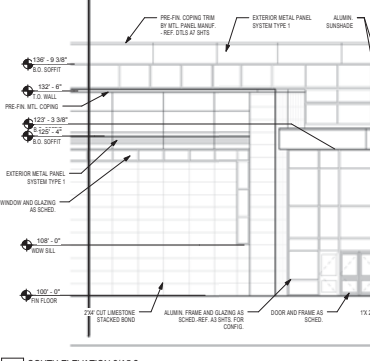 PRE-FIN. COPING TRIM
BY MTL. PANEL MANUF.
- REF. DTLS A7 SHTS
EXTERIOR METAL PANEL
SYSTEM TYPE 1
ALUMIN.
SUNSHADE
136' - 9 3/8"
B.O. SOFFIT
132' - 6"
T.O. WALL
PRE-FIN. MTL. COPING
123' - 3 3/8"
125' - 4"
B.O. SOFFIT
EXTERIOR METAL PANEL
SYSTEM TYPE 1
WINDOW AND GLAZING
AS SCHED.
108' - 0"
WDW SILL
100' - 0"
FIN FLOOR
2'X4' CUT LIMESTONE
STACKED BOND
ALUMIN. FRAME AND GLAZING AS
SCHED.-REF. A3 SHTS. FOR
CONFIG.
DOOR AND FRAME AS
SCHED.
1'X